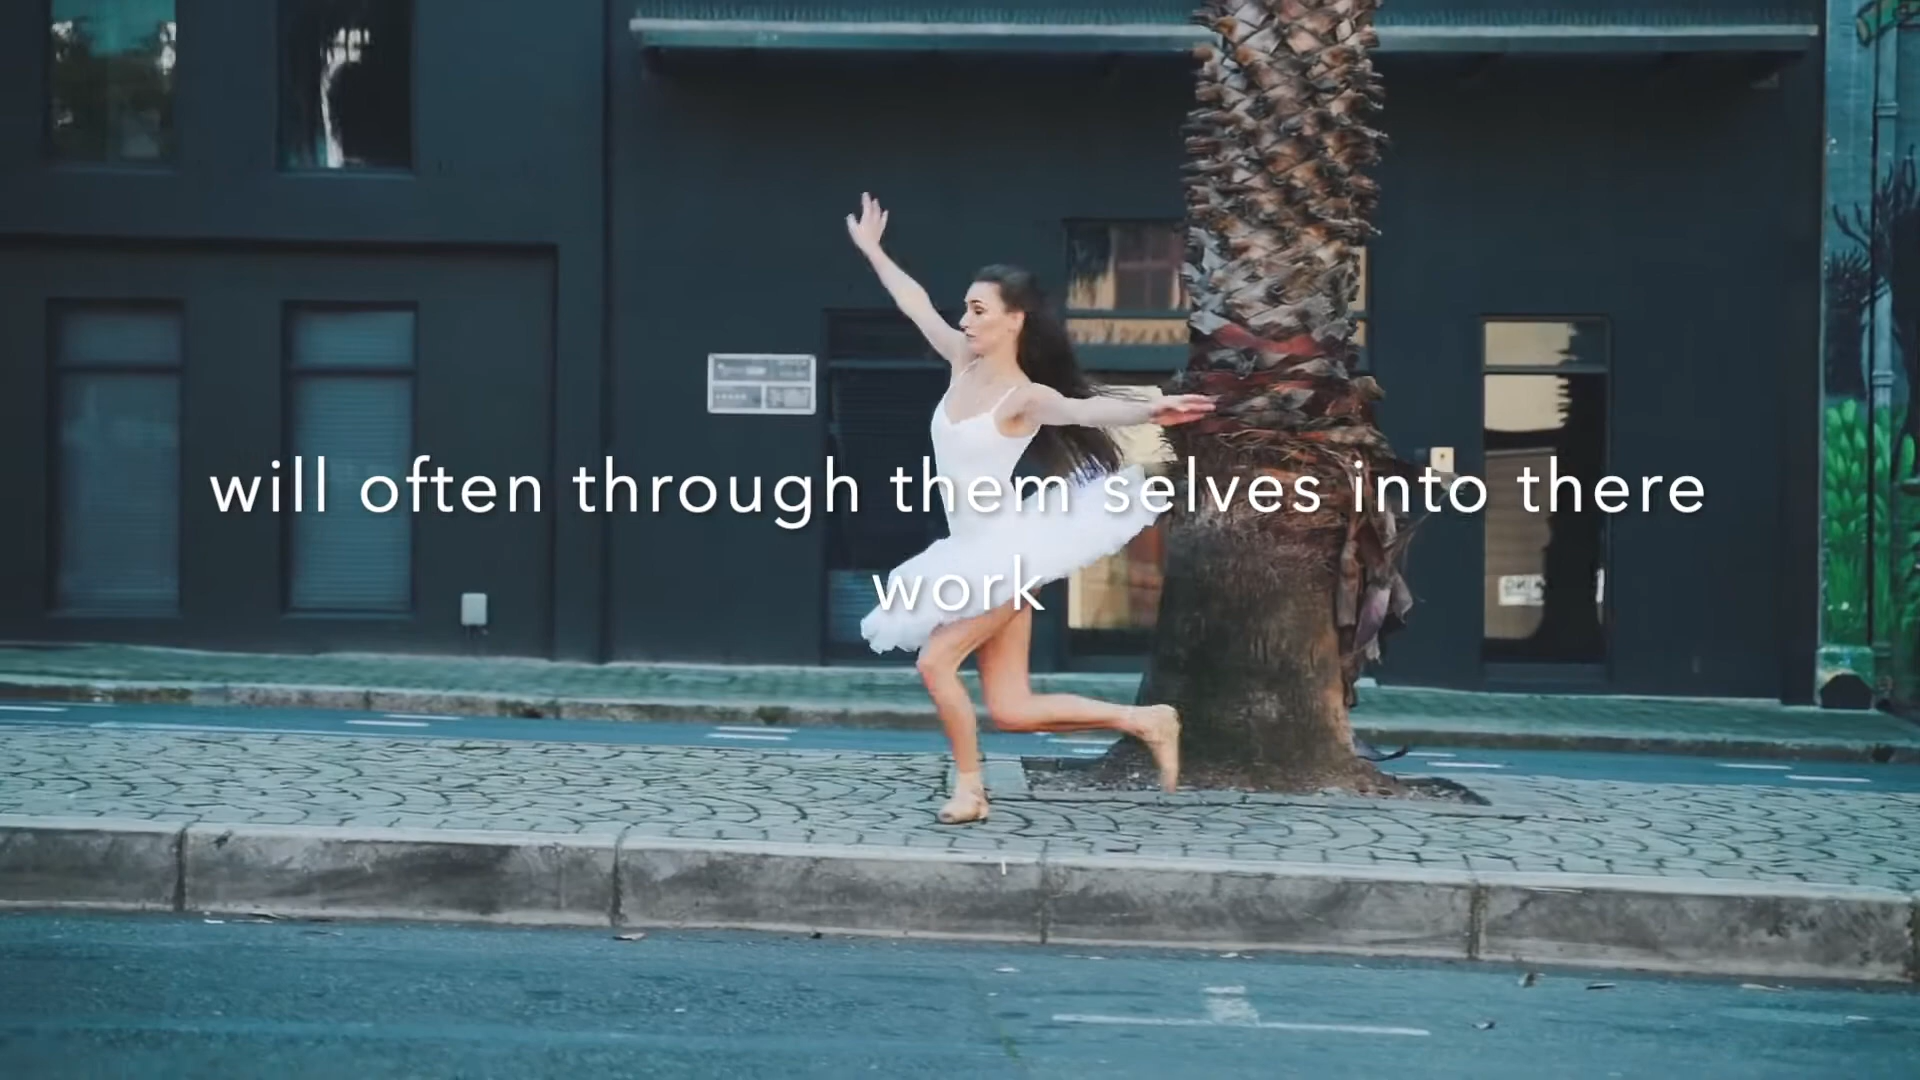 will often through them selves into there
work